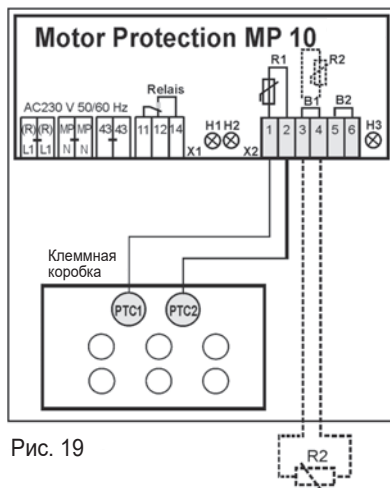 Motor Protection MP 10
R1
R2
Relais
AC230 V 50/60 Hz
B1 B2
(R) (R) MP MP 43 43 11 12 14 H1 H2 1 2 3 4 5 6 H3
L1 L1 N N X1 X2
Клеммная
коробка
PTC1 PTC2
Рис. 19
R2